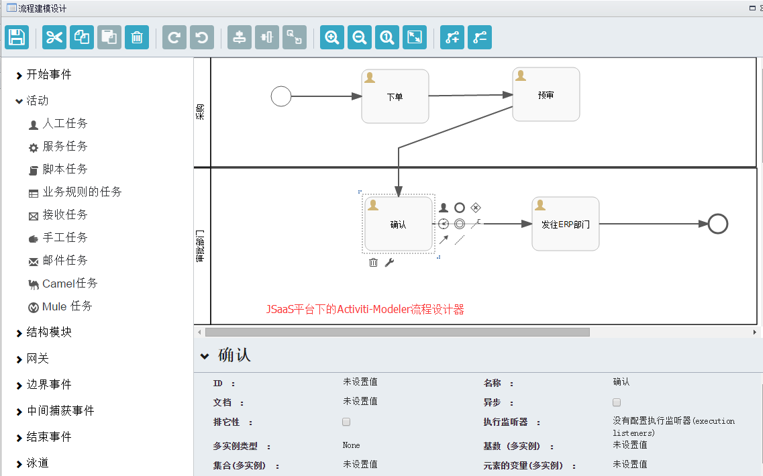 流程建模设计
开始事件
活动
人工任务
服务任务
脚本任务
业务规则的任务
接收任务
手工任务
邮件任务
Camel任务
Mule 任务
结构模块
网关
边界事件
中间捕获事件
结束事件
泳道
下单
预审
确认
发往ERP部门
JSaaS平台下的Activiti-Modeler流程设计器
确认
ID : 未设置值
名称 : 确认
文档 : 未设置值
异步 :
排它性 :
执行监听器 : 没有配置执行监听器(execution
listeners)
多实例类型 : None
基数 (多实例) : 未设置值
集合(多实例) : 未设置值
元素的变量(多实例) : 未设置值